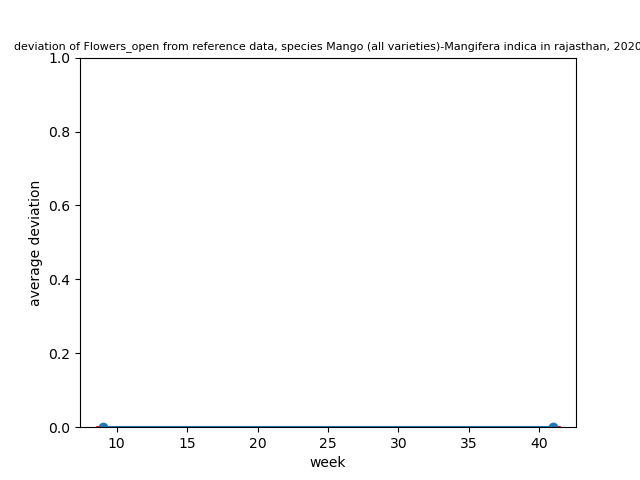 deviation of Flowers_open from reference data, species Mango (all varieties)-Mangifera indica in rajasthan, 2020
1.0
0.8
0.6
0.4
0.2
0.0
average deviation
10 15 20 25 30 35 40
week